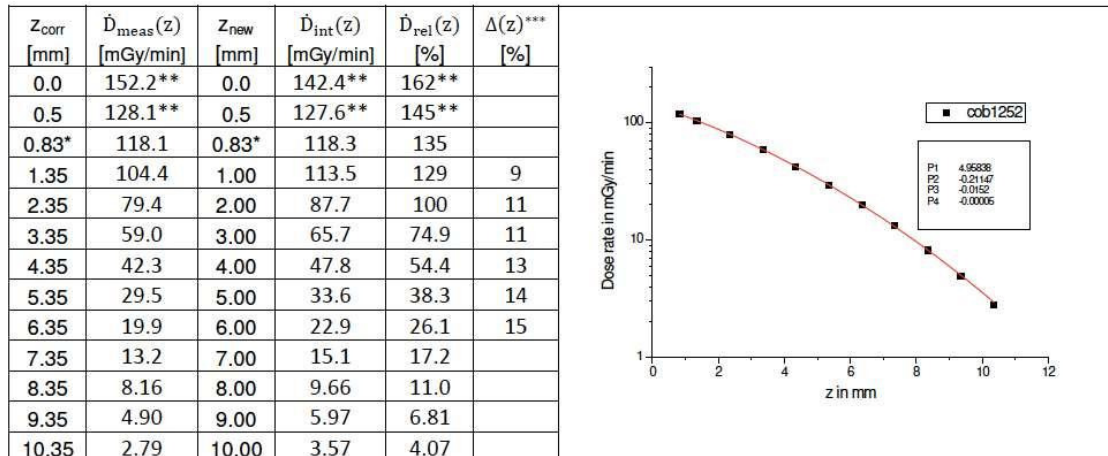 z_corr [mm] Ḋ_meas(z) [mGy/min] z_new [mm] Ḋ_int(z) [mGy/min] Ḋ_rel(z) [%] Δ(z)*** [%]
0.0 152.2** 0.0 142.4** 162**
0.5 128.1** 0.5 127.6** 145**
0.83* 118.1 0.83* 118.3 135
1.35 104.4 1.00 113.5 129 9
2.35 79.4 2.00 87.7 100 11
3.35 59.0 3.00 65.7 74.9 11
4.35 42.3 4.00 47.8 54.4 13
5.35 29.5 5.00 33.6 38.3 14
6.35 19.9 6.00 22.9 26.1 15
7.35 13.2 7.00 15.1 17.2
8.35 8.16 8.00 9.66 11.0
9.35 4.90 9.00 5.97 6.81
10.35 2.79 10.00 3.57 4.07
Dose rate in mGy/min
100
10
1
cob1252
P1 4.95838
P2 -0.21147
P3 -0.0152
P4 -0.00005
0 2 4 6 8 10 12
z in mm